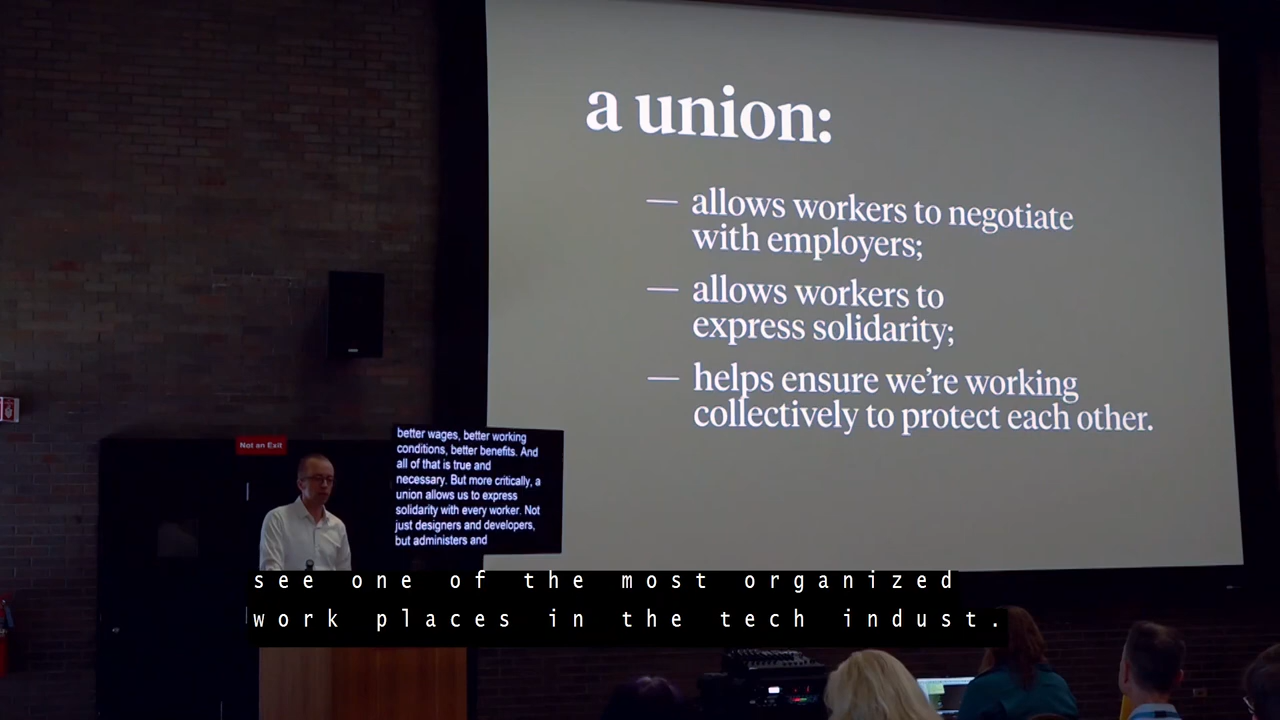 a union:
— allows workers to negotiate
with employers;
— allows workers to
express solidarity;
— helps ensure we’re working
collectively to protect each other.
Not an Exit
better wages, better working
conditions, better benefits. And
all of that is true and
necessary. But more critically, a
union allows us to express
solidarity with every worker. Not
just designers and developers,
but administers and
see one of the most organized
work places in the tech indust.